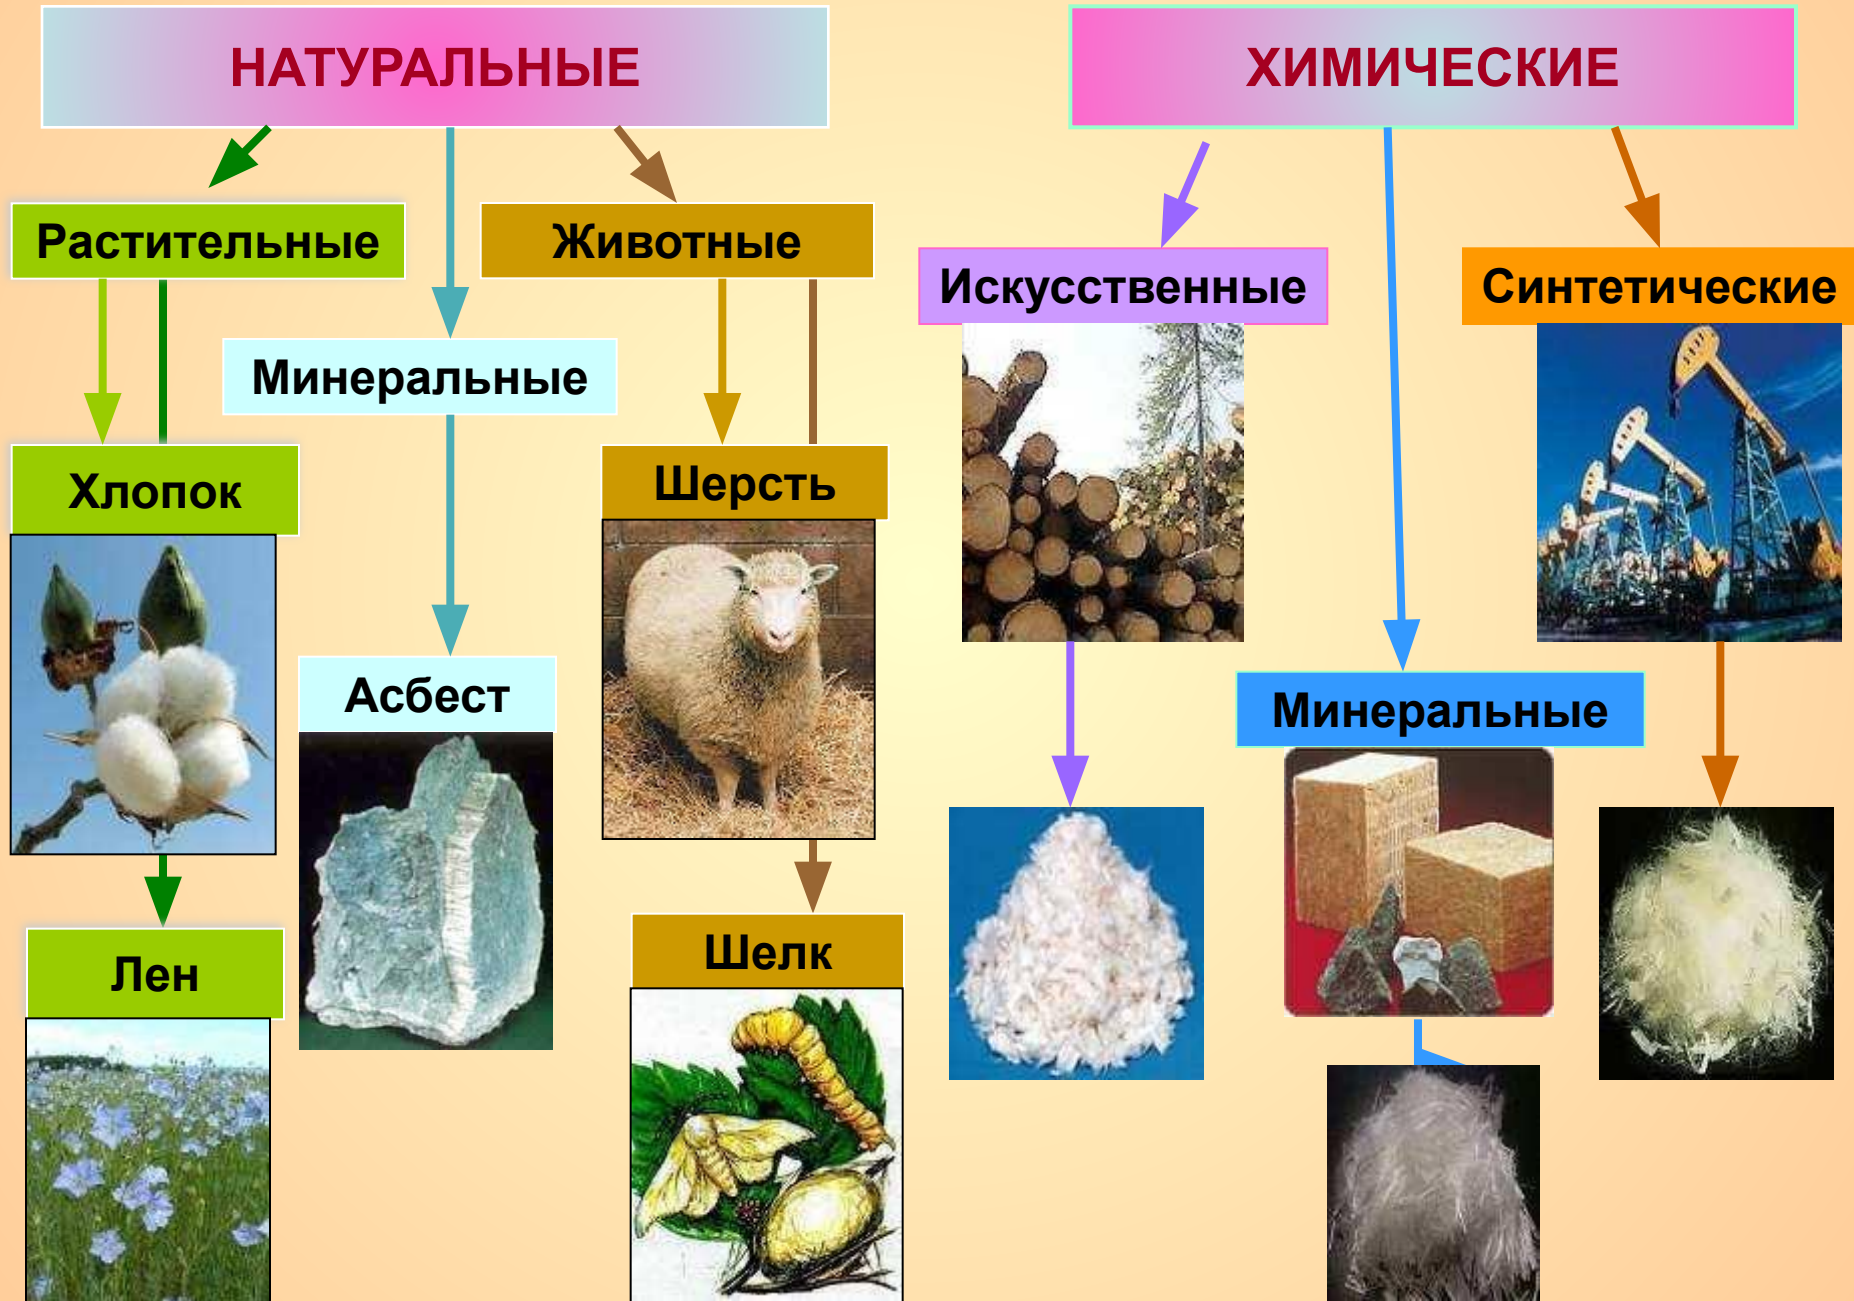 НАТУРАЛЬНЫЕ
ХИМИЧЕСКИЕ
Растительные
Животные
Искусственные
Синтетические
Минеральные
Хлопок
Шерсть
Асбест
Минеральные
Шелк
Лен